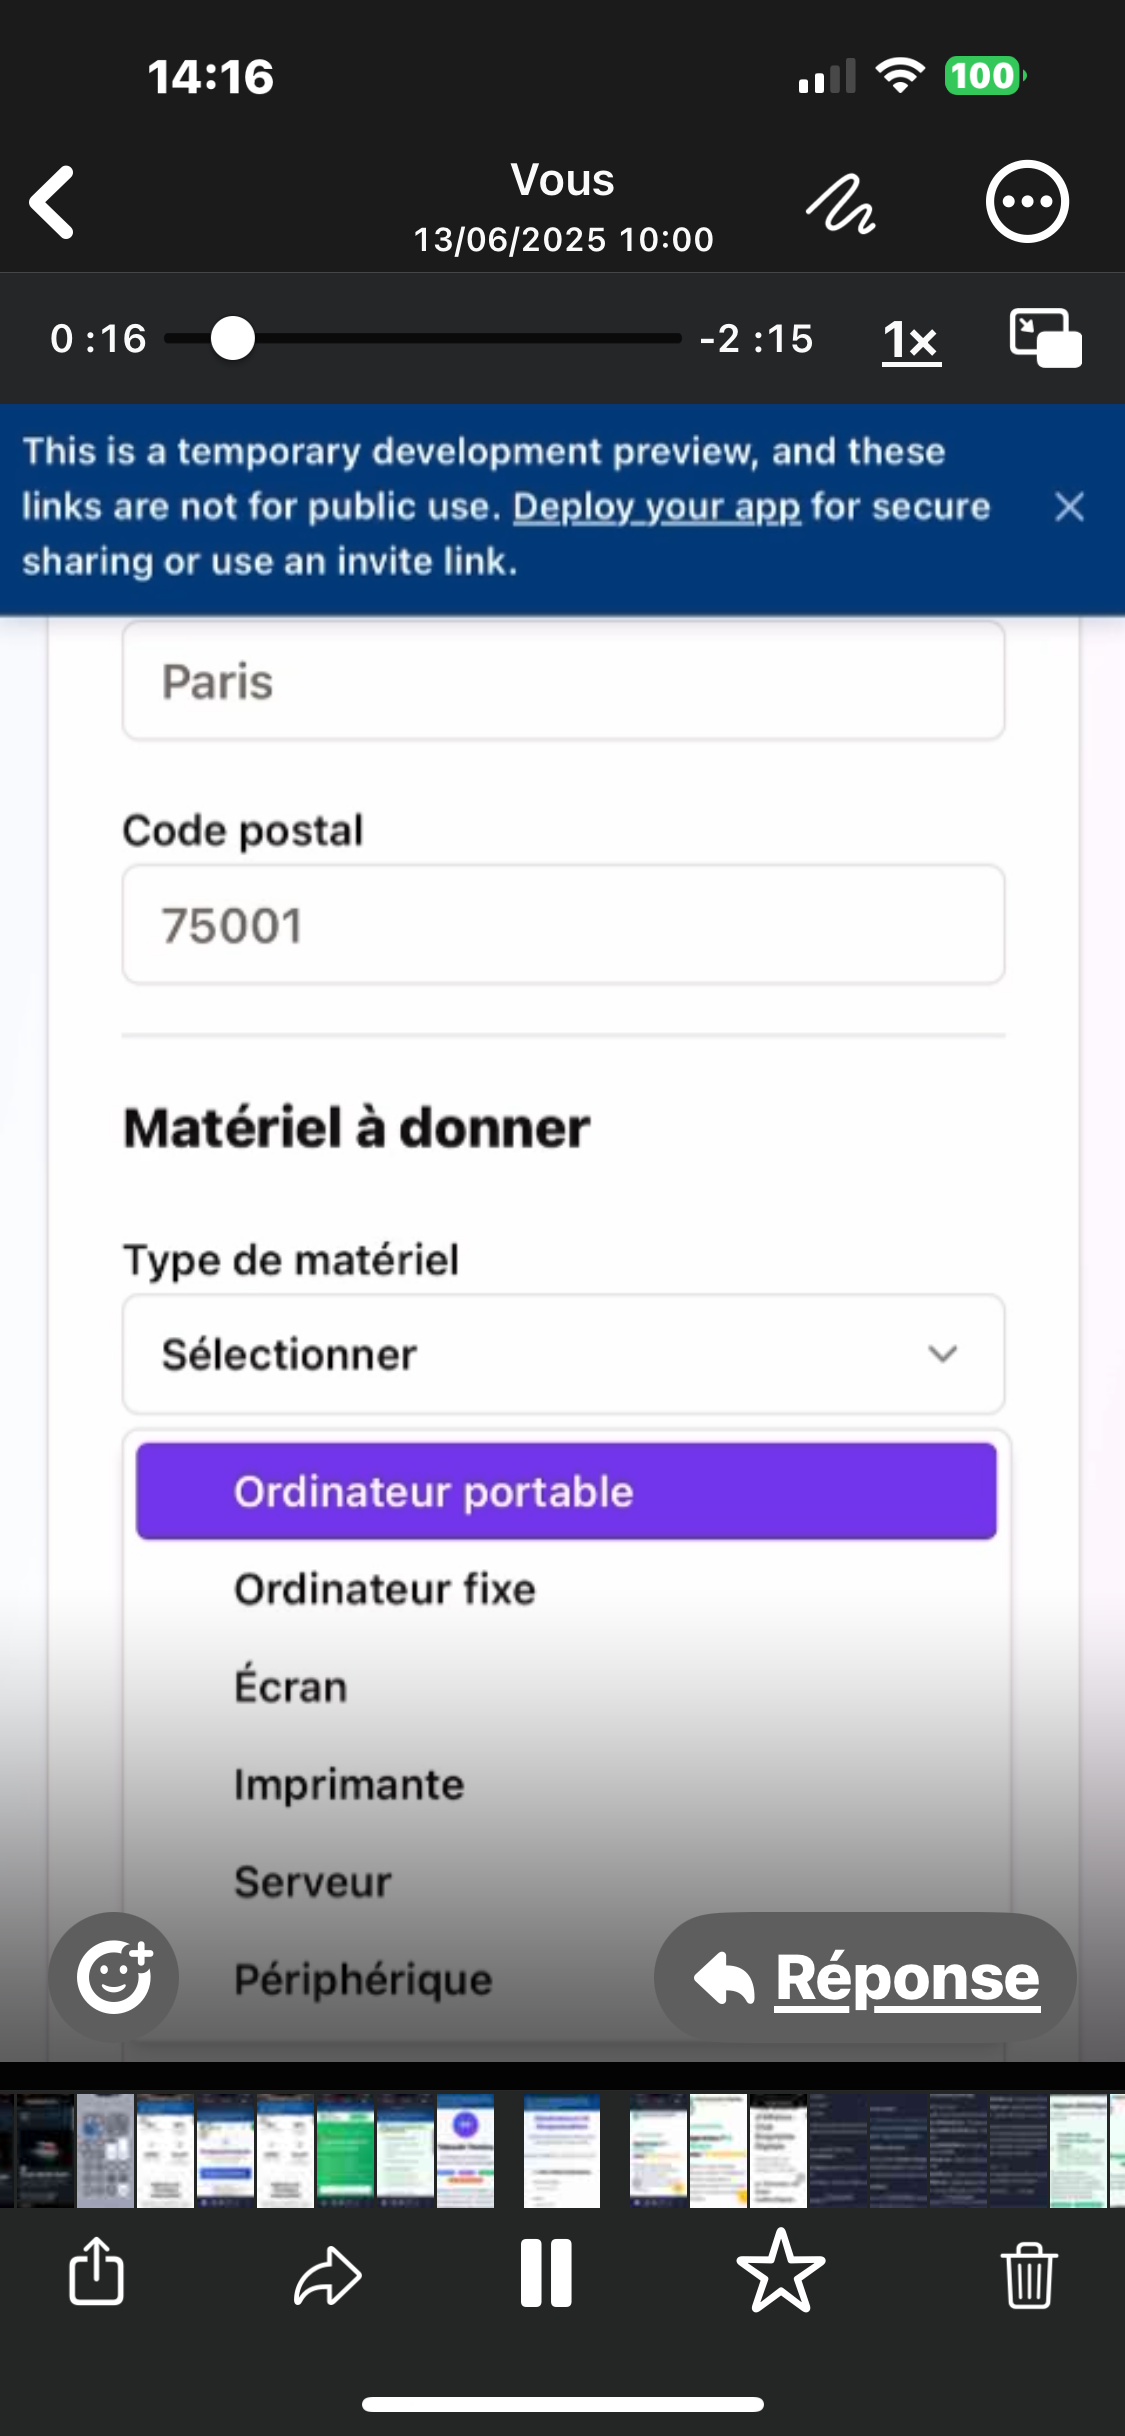 14:16
100
Vous
13/06/2025 10:00
0 :16
-2 :15
1×
This is a temporary development preview, and these
links are not for public use. Deploy your app for secure
sharing or use an invite link.
Paris
Code postal
75001
Matériel à donner
Type de matériel
Sélectionner
Ordinateur portable
Ordinateur fixe
Écran
Imprimante
Serveur
Périphérique
Réponse